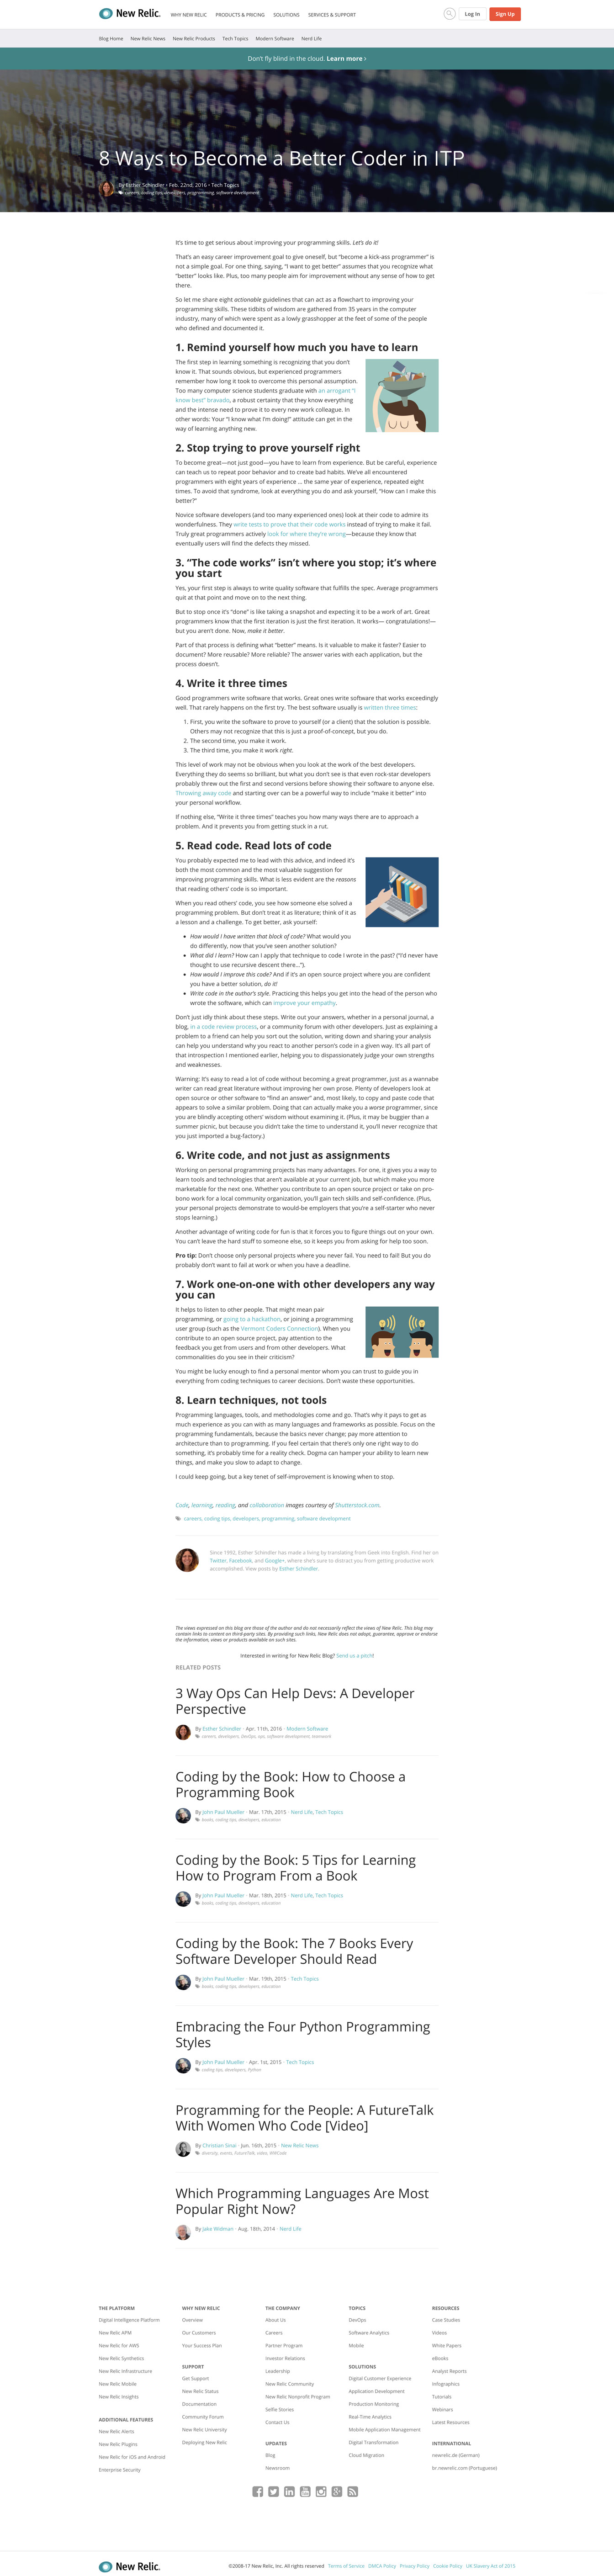 New Relic.
WHY NEW RELIC
PRODUCTS & PRICING
SOLUTIONS
SERVICES & SUPPORT
Log In
Sign Up
Blog Home
New Relic News
New Relic Products
Tech Topics
Modern Software
Nerd Life
Don't fly blind in the cloud. Learn more ›
8 Ways to Become a Better Coder in ITP
By Esther Schindler • Feb. 22nd, 2016 • Tech Topics
careers, coding tips, developers, programming, software development
It's time to get serious about improving your programming skills. Let's do it!
That's an easy career improvement goal to give oneself, but "become a kick-ass programmer" is
not a simple goal. For one thing, saying, "I want to get better" assumes that you recognize what
"better" looks like. Plus, too many people aim for improvement without any sense of how to get
there.
So let me share eight actionable guidelines that can act as a flowchart to improving your
programming skills. These tidbits of wisdom are gathered from 35 years in the computer
industry, many of which were spent as a lowly grasshopper at the feet of some of the people
who defined and documented it.
1. Remind yourself how much you have to learn
The first step in learning something is recognizing that you don't
know it. That sounds obvious, but experienced programmers
remember how long it took to overcome this personal assumption.
Too many computer science students graduate with an arrogant "I
know best" bravado, a robust certainty that they know everything
and the intense need to prove it to every new work colleague. In
other words: Your "I know what I'm doing!" attitude can get in the
way of learning anything new.
2. Stop trying to prove yourself right
To become great—not just good—you have to learn from experience. But be careful, experience
can teach us to repeat poor behavior and to create bad habits. We've all encountered
programmers with eight years of experience … the same year of experience, repeated eight
times. To avoid that syndrome, look at everything you do and ask yourself, "How can I make this
better?"
Novice software developers (and too many experienced ones) look at their code to admire its
wonderfulness. They write tests to prove that their code works instead of trying to make it fail.
Truly great programmers actively look for where they're wrong—because they know that
eventually users will find the defects they missed.
3. "The code works" isn't where you stop; it's where
you start
Yes, your first step is always to write quality software that fulfills the spec. Average programmers
quit at that point and move on to the next thing.
But to stop once it's "done" is like taking a snapshot and expecting it to be a work of art. Great
programmers know that the first iteration is just the first iteration. It works— congratulations!—
but you aren't done. Now, make it better.
Part of that process is defining what "better" means. Is it valuable to make it faster? Easier to
document? More reusable? More reliable? The answer varies with each application, but the
process doesn't.
4. Write it three times
Good programmers write software that works. Great ones write software that works exceedingly
well. That rarely happens on the first try. The best software usually is written three times:
1. First, you write the software to prove to yourself (or a client) that the solution is possible.
Others may not recognize that this is just a proof-of-concept, but you do.
2. The second time, you make it work.
3. The third time, you make it work right.
This level of work may not be obvious when you look at the work of the best developers.
Everything they do seems so brilliant, but what you don't see is that even rock-star developers
probably threw out the first and second versions before showing their software to anyone else.
Throwing away code and starting over can be a powerful way to include "make it better" into
your personal workflow.
If nothing else, "Write it three times" teaches you how many ways there are to approach a
problem. And it prevents you from getting stuck in a rut.
5. Read code. Read lots of code
You probably expected me to lead with this advice, and indeed it's
both the most common and the most valuable suggestion for
improving programming skills. What is less evident are the reasons
that reading others' code is so important.
When you read others' code, you see how someone else solved a
programming problem. But don't treat it as literature; think of it as
a lesson and a challenge. To get better, ask yourself:
• How would I have written that block of code? What would you
do differently, now that you've seen another solution?
• What did I learn? How can I apply that technique to code I wrote in the past? ("I'd never have
thought to use recursive descent there…").
• How would I improve this code? And if it's an open source project where you are confident
you have a better solution, do it!
• Write code in the author's style. Practicing this helps you get into the head of the person who
wrote the software, which can improve your empathy.
Don't just idly think about these steps. Write out your answers, whether in a personal journal, a
blog, in a code review process, or a community forum with other developers. Just as explaining a
problem to a friend can help you sort out the solution, writing down and sharing your analysis
can help you understand why you react to another person's code in a given way. It's all part of
that introspection I mentioned earlier, helping you to dispassionately judge your own strengths
and weaknesses.
Warning: It's easy to read a lot of code without becoming a great programmer, just as a wannabe
writer can read great literature without improving her own prose. Plenty of developers look at
open source or other software to "find an answer" and, most likely, to copy and paste code that
appears to solve a similar problem. Doing that can actually make you a worse programmer, since
you are blindly accepting others' wisdom without examining it. (Plus, it may be buggier than a
summer picnic, but because you didn't take the time to understand it, you'll never recognize that
you just imported a bug-factory.)
6. Write code, and not just as assignments
Working on personal programming projects has many advantages. For one, it gives you a way to
learn tools and technologies that aren't available at your current job, but which make you more
marketable for the next one. Whether you contribute to an open source project or take on pro-
bono work for a local community organization, you'll gain tech skills and self-confidence. (Plus,
your personal projects demonstrate to would-be employers that you're a self-starter who never
stops learning.)
Another advantage of writing code for fun is that it forces you to figure things out on your own.
You can't leave the hard stuff to someone else, so it keeps you from asking for help too soon.
Pro tip: Don't choose only personal projects where you never fail. You need to fail! But you do
probably don't want to fail at work or when you have a deadline.
7. Work one-on-one with other developers any way
you can
It helps to listen to other people. That might mean pair
programming, or going to a hackathon, or joining a programming
user group (such as the Vermont Coders Connection). When you
contribute to an open source project, pay attention to the
feedback you get from users and from other developers. What
commonalities do you see in their criticism?
You might be lucky enough to find a personal mentor whom you can trust to guide you in
everything from coding techniques to career decisions. Don't waste these opportunities.
8. Learn techniques, not tools
Programming languages, tools, and methodologies come and go. That's why it pays to get as
much experience as you can with as many languages and frameworks as possible. Focus on the
programming fundamentals, because the basics never change; pay more attention to
architecture than to programming. If you feel certain that there's only one right way to do
something, it's probably time for a reality check. Dogma can hamper your ability to learn new
things, and make you slow to adapt to change.
I could keep going, but a key tenet of self-improvement is knowing when to stop.
Code, learning, reading, and collaboration images courtesy of Shutterstock.com.
careers, coding tips, developers, programming, software development
Since 1992, Esther Schindler has made a living by translating from Geek into English. Find her on
Twitter, Facebook, and Google+, where she's sure to distract you from getting productive work
accomplished. View posts by Esther Schindler.
The views expressed on this blog are those of the author and do not necessarily reflect the views of New Relic. This blog may
contain links to content on third-party sites. By providing such links, New Relic does not adopt, guarantee, approve or endorse
the information, views or products available on such sites.
Interested in writing for New Relic Blog? Send us a pitch!
RELATED POSTS
3 Way Ops Can Help Devs: A Developer
Perspective
By Esther Schindler · Apr. 11th, 2016 · Modern Software
careers, developers, DevOps, ops, software development, teamwork
Coding by the Book: How to Choose a
Programming Book
By John Paul Mueller · Mar. 17th, 2015 · Nerd Life, Tech Topics
books, coding tips, developers, education
Coding by the Book: 5 Tips for Learning
How to Program From a Book
By John Paul Mueller · Mar. 18th, 2015 · Nerd Life, Tech Topics
books, coding tips, developers, education
Coding by the Book: The 7 Books Every
Software Developer Should Read
By John Paul Mueller · Mar. 19th, 2015 · Tech Topics
books, coding tips, developers, education
Embracing the Four Python Programming
Styles
By John Paul Mueller · Apr. 1st, 2015 · Tech Topics
coding tips, developers, Python
Programming for the People: A FutureTalk
With Women Who Code [Video]
By Christian Sinai · Jun. 16th, 2015 · New Relic News
diversity, events, FutureTalk, video, WWCode
Which Programming Languages Are Most
Popular Right Now?
By Jake Widman · Aug. 18th, 2014 · Nerd Life
THE PLATFORM
Digital Intelligence Platform
New Relic APM
New Relic for AWS
New Relic Synthetics
New Relic Infrastructure
New Relic Mobile
New Relic Insights
ADDITIONAL FEATURES
New Relic Alerts
New Relic Plugins
New Relic for iOS and Android
Enterprise Security
WHY NEW RELIC
Overview
Our Customers
Your Success Plan
SUPPORT
Get Support
New Relic Status
Documentation
Community Forum
New Relic University
Deploying New Relic
THE COMPANY
About Us
Careers
Partner Program
Investor Relations
Leadership
New Relic Community
New Relic Nonprofit Program
Selfie Stories
Contact Us
UPDATES
Blog
Newsroom
TOPICS
DevOps
Software Analytics
Mobile
SOLUTIONS
Digital Customer Experience
Application Development
Production Monitoring
Real-Time Analytics
Mobile Application Management
Digital Transformation
Cloud Migration
RESOURCES
Case Studies
Videos
White Papers
eBooks
Analyst Reports
Infographics
Tutorials
Webinars
Latest Resources
INTERNATIONAL
newrelic.de (German)
br.newrelic.com (Portuguese)
New Relic.
©2008-17 New Relic, Inc. All rights reserved
Terms of Service
DMCA Policy
Privacy Policy
Cookie Policy
UK Slavery Act of 2015